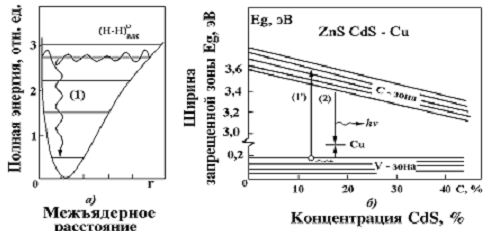 Полная энергия, отн. ед.
3
2
1
0
(1)
r
а)
Межъядерное
расстояние
Ширина
запрещенной зоны Eg, эВ
Eg, эВ
ZnS CdS - Cu
3,6
3,4
3,2
3,0
0,2
0
(1')
(2)
hν
Cu
C - зона
V - зона
10
20
30
40 C, %
б)
Концентрация CdS, %